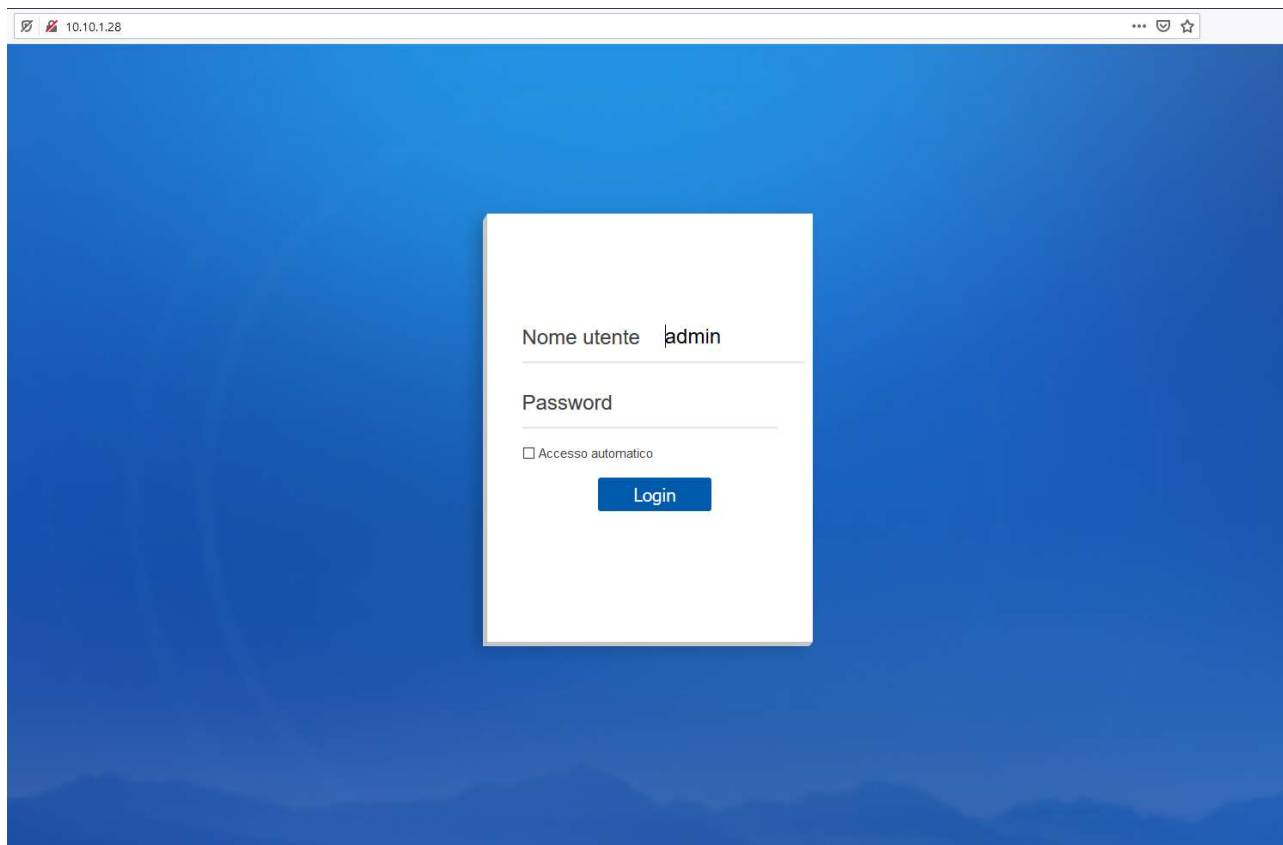 10.10.1.28
Nome utente admin
Password
Accesso automatico
Login